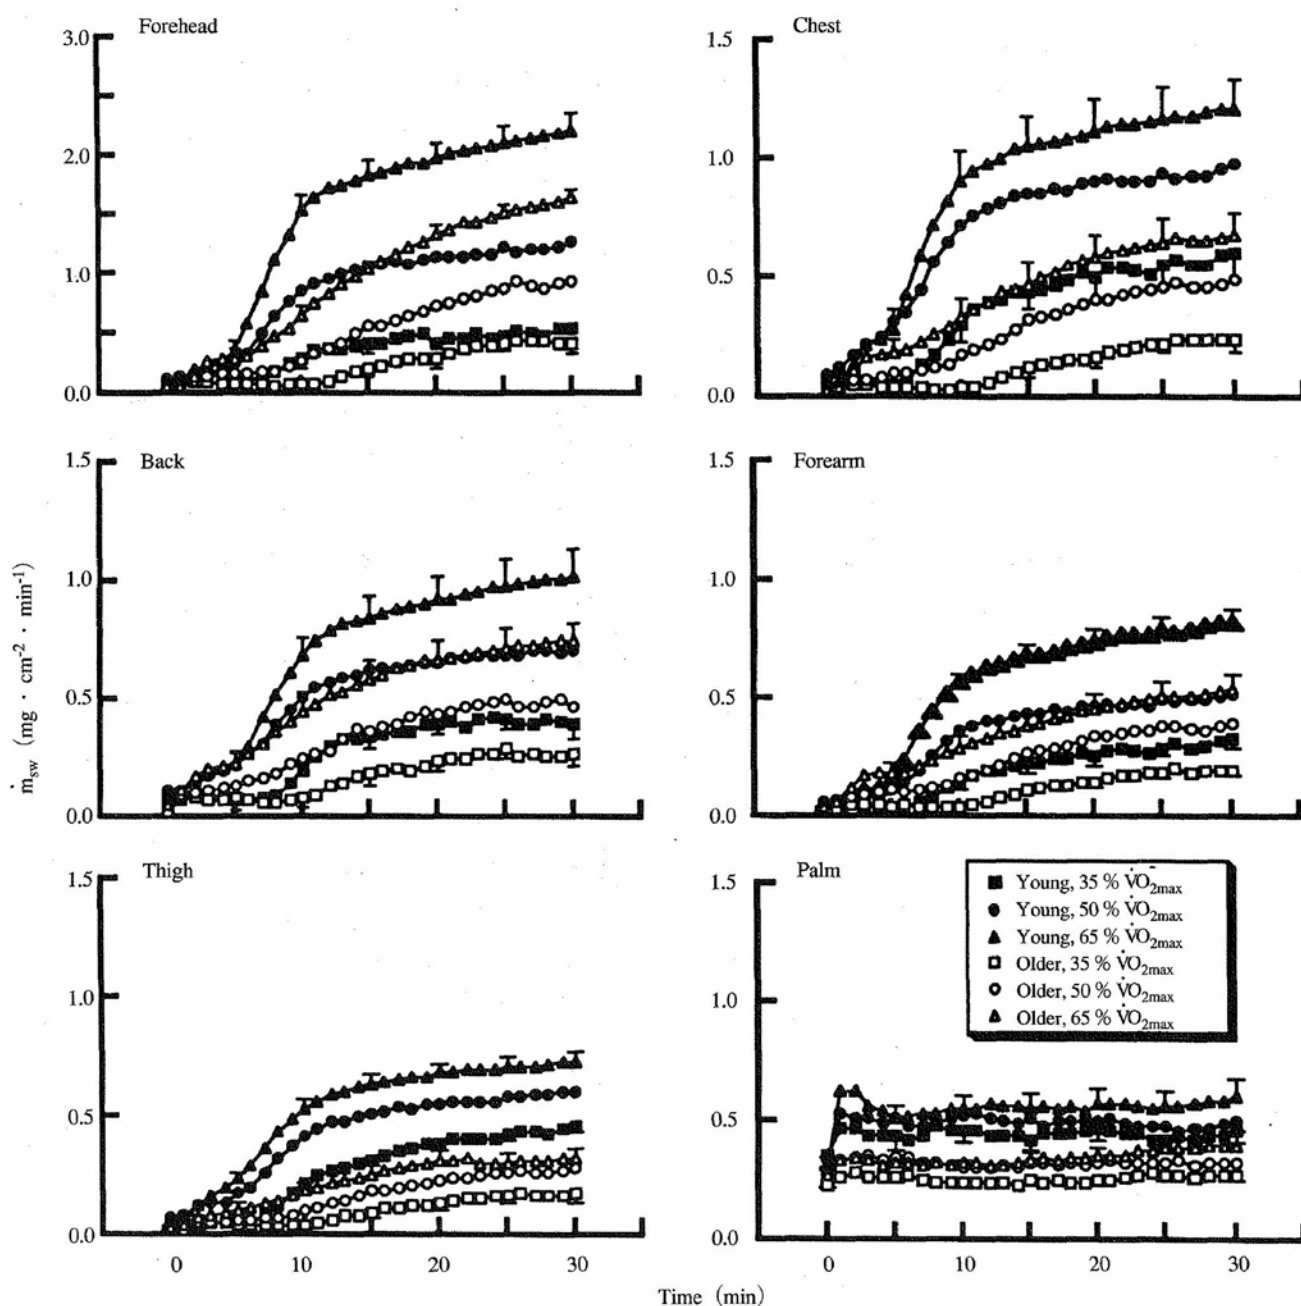 Forehead
3.0
2.0
1.0
0.0
Chest
1.5
1.0
0.5
0.0
Back
1.5
1.0
0.5
0.0
Forearm
1.5
1.0
0.5
0.0
ṁsw (mg · cm⁻² · min⁻¹)
Thigh
1.5
1.0
0.5
0.0
0 10 20 30
Palm
1.5
1.0
0.5
0.0
0 10 20 30
Young, 35 % V̇O₂max
Young, 50 % V̇O₂max
Young, 65 % V̇O₂max
Older, 35 % V̇O₂max
Older, 50 % V̇O₂max
Older, 65 % V̇O₂max
Time (min)